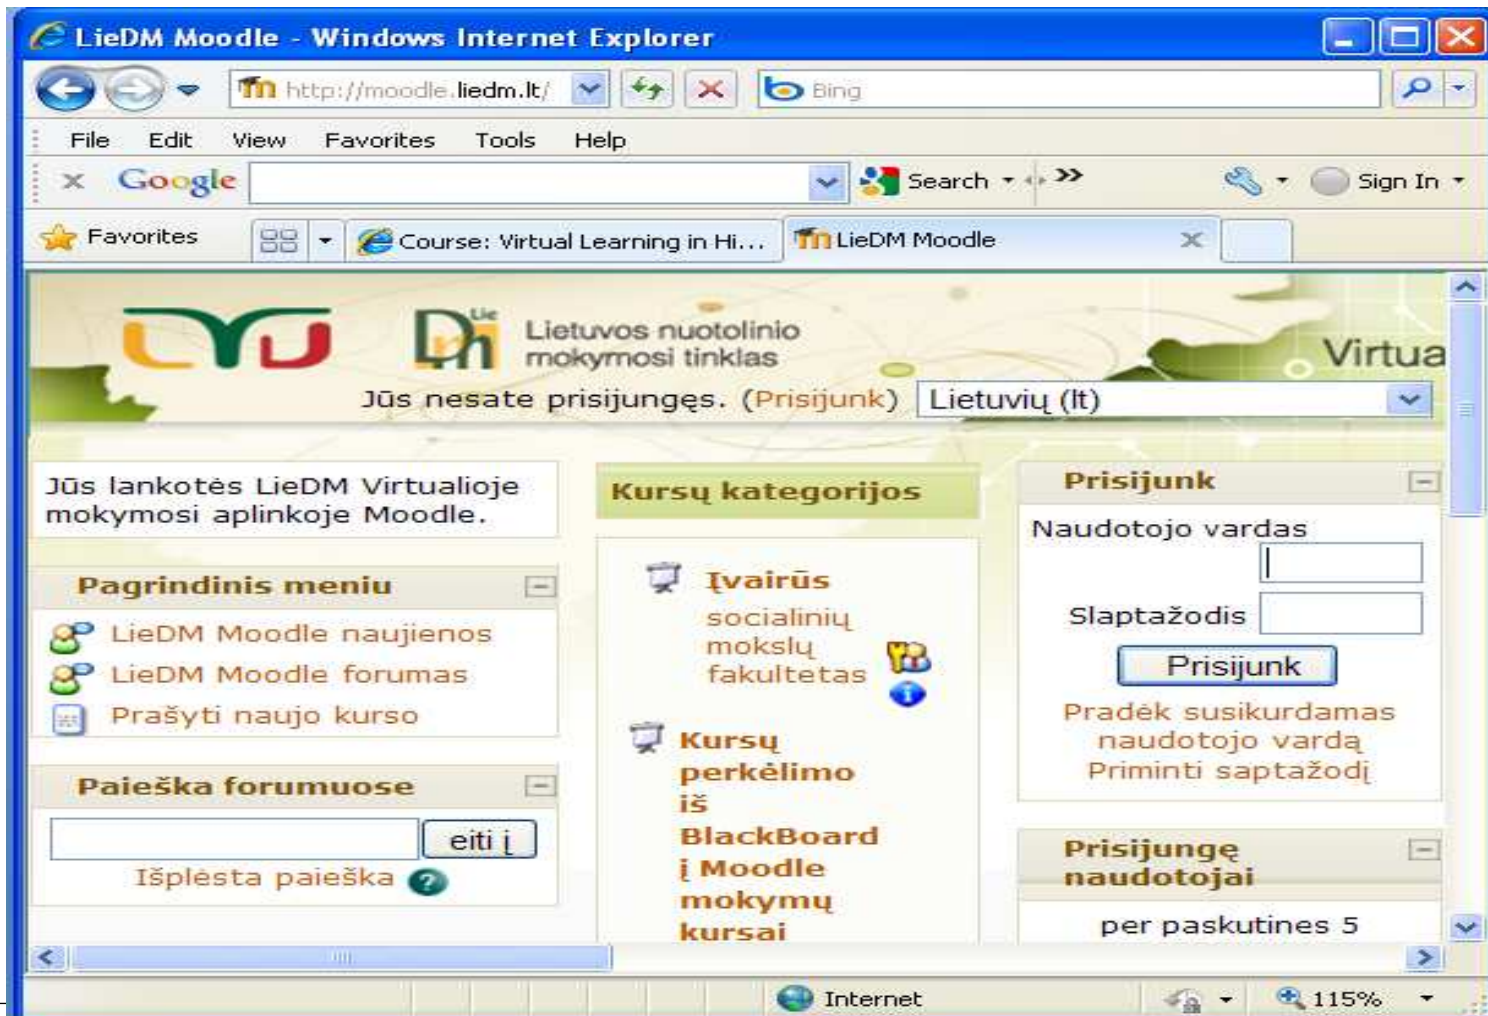 LieDM Moodle - Windows Internet Explorer
http://moodle.liedm.lt/
Bing
File Edit View Favorites Tools Help
x Google Search Sign In
Favorites Course: Virtual Learning in Hi... LieDM Moodle
LYU
Lie
Dm
Lietuvos nuotolinio
mokymosi tinklas
Virtua
Jūs nesate prisijungęs. (Prisijunk) Lietuvių (lt)
Jūs lankotės LieDM Virtualioje
mokymosi aplinkoje Moodle.
Pagrindinis meniu
LieDM Moodle naujienos
LieDM Moodle forumas
Prašyti naujo kurso
Paieška forumuose
eiti į
Išplėsta paieška
Kursų kategorijos
Įvairūs
socialinių
mokslų
fakultetas
Kursų
perkėlimo
iš
BlackBoard
į Moodle
mokymų
kursai
Prisijunk
Naudotojo vardas
Slaptažodis
Prisijunk
Pradėk susikurdamas
naudotojo vardą
Priminti saptažodį
Prisijungę
naudotojai
per paskutines 5
Internet 115%